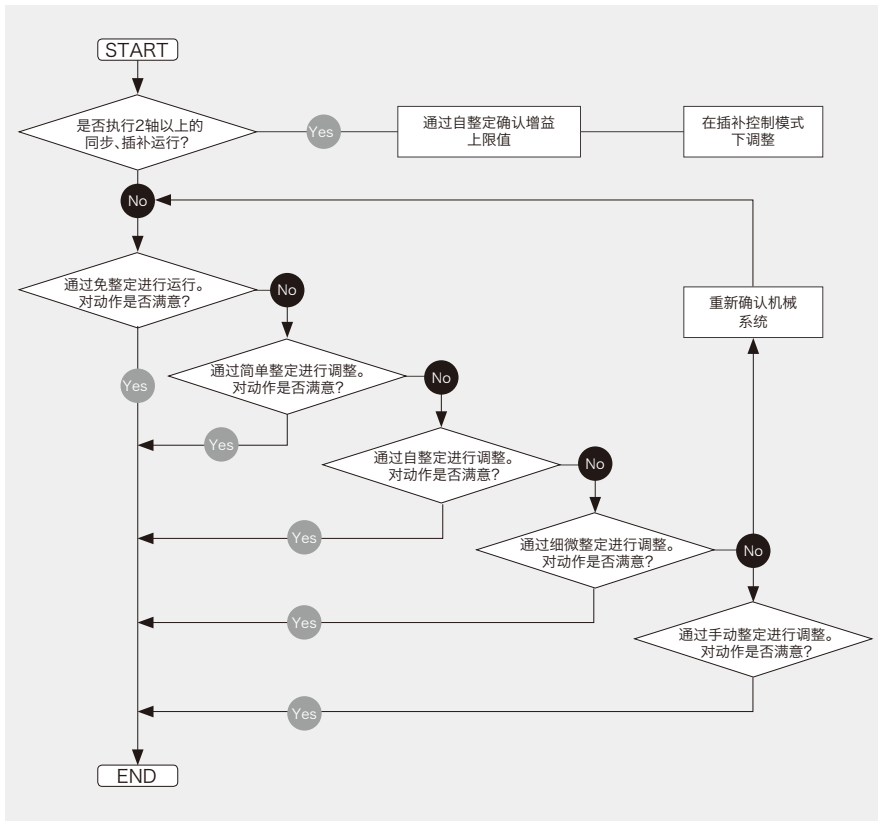 START
是否执行2轴以上的
同步、插补运行?
Yes
通过自整定确认增益
上限值
在插补控制模式
下调整
No
通过免整定进行运行。
对动作是否满意?
No
重新确认机械
系统
Yes
通过简单整定进行调整。
对动作是否满意?
No
Yes
通过自整定进行调整。
对动作是否满意?
No
Yes
通过细微整定进行调整。
对动作是否满意?
No
Yes
通过手动整定进行调整。
对动作是否满意?
Yes
END